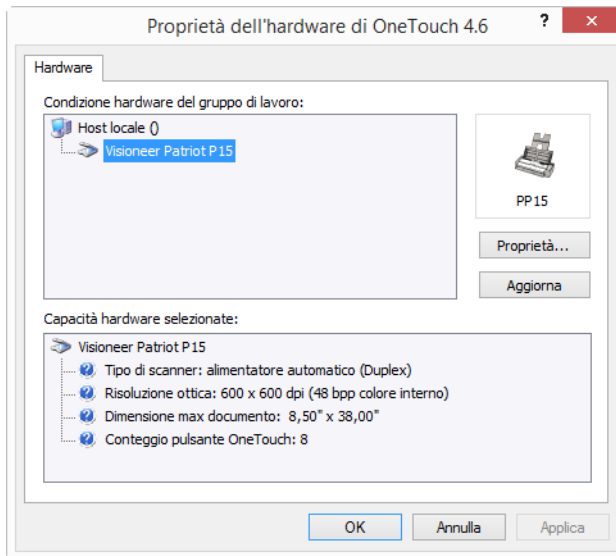 Proprietà dell'hardware di OneTouch 4.6
?
Hardware
Condizione hardware del gruppo di lavoro:
Host locale ()
Visioneer Patriot P15
PP15
Proprietà...
Aggiorna
Capacità hardware selezionate:
Visioneer Patriot P15
Tipo di scanner: alimentatore automatico (Duplex)
Risoluzione ottica: 600 x 600 dpi (48 bpp colore interno)
Dimensione max documento: 8,50" x 38,00"
Conteggio pulsante OneTouch: 8
OK
Annulla
Applica